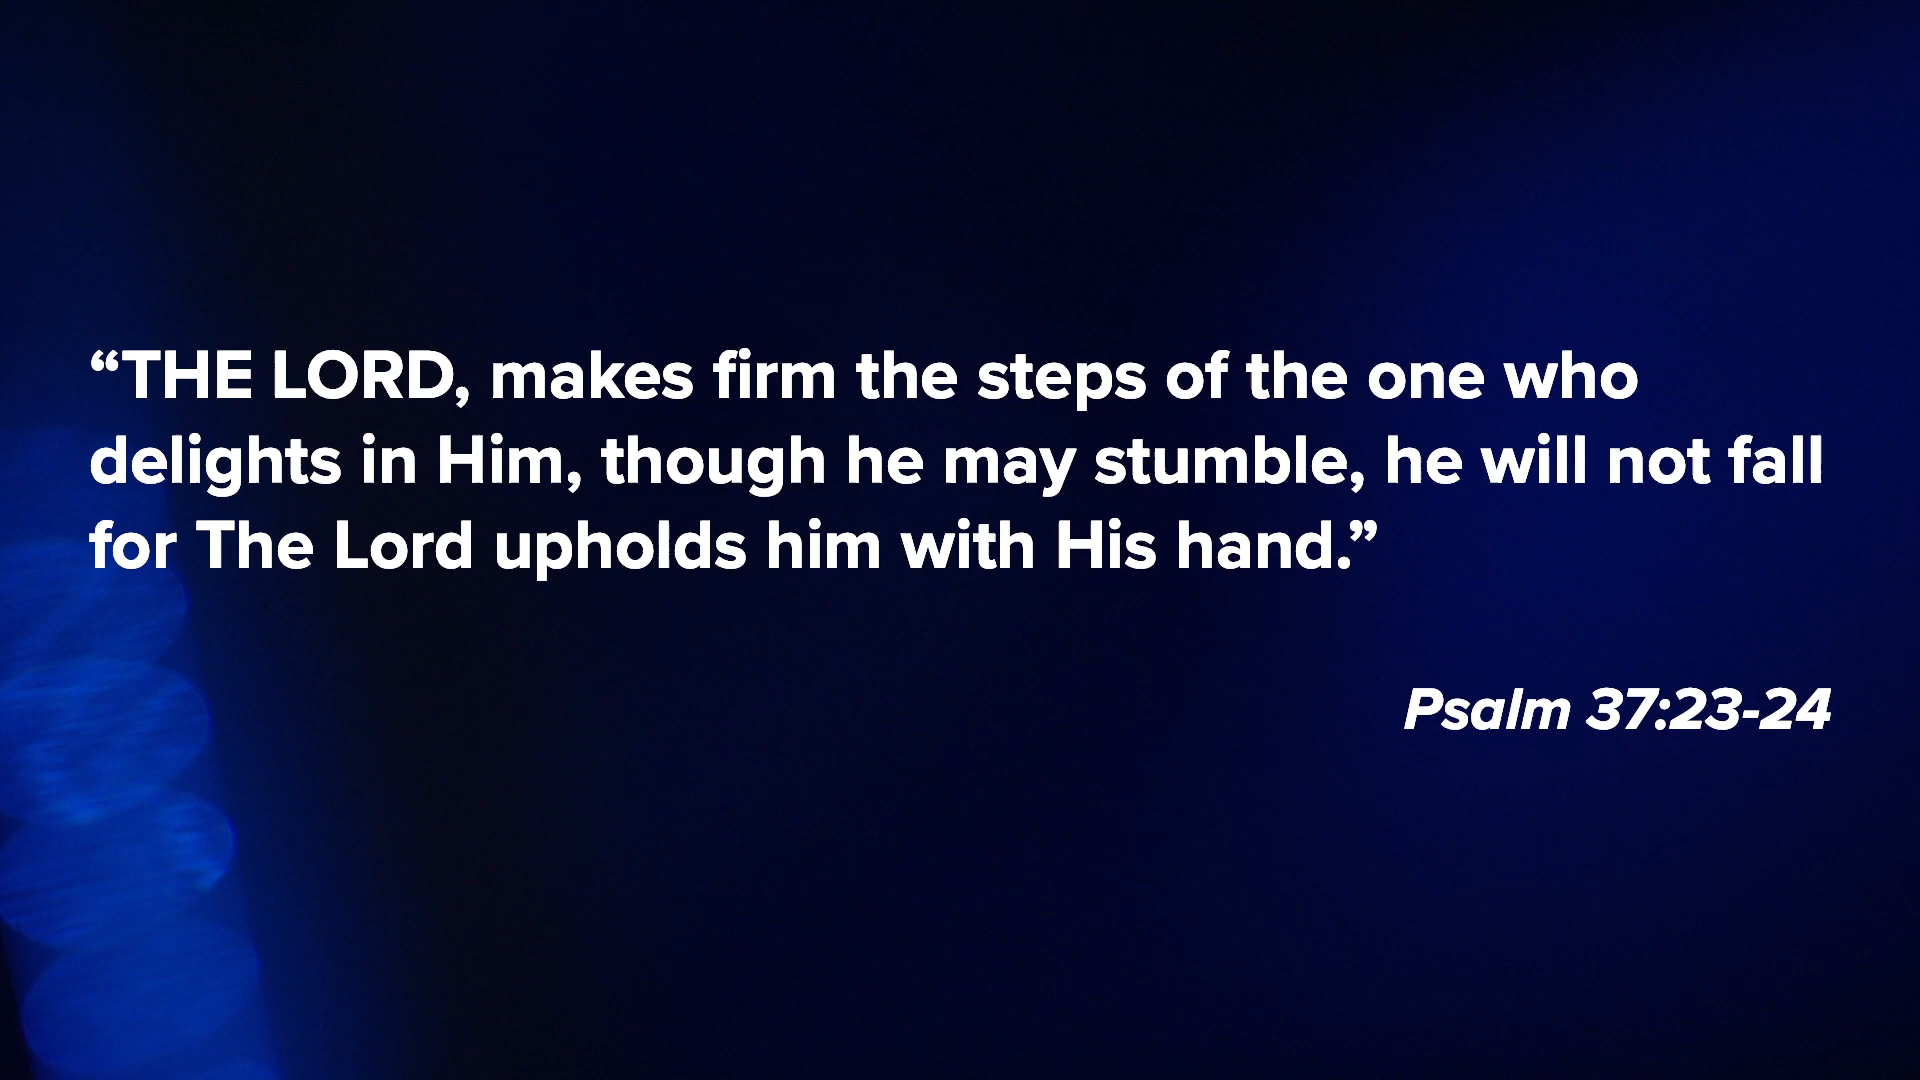 “THE LORD, makes firm the steps of the one who
delights in Him, though he may stumble, he will not fall
for The Lord upholds him with His hand.”
Psalm 37:23-24